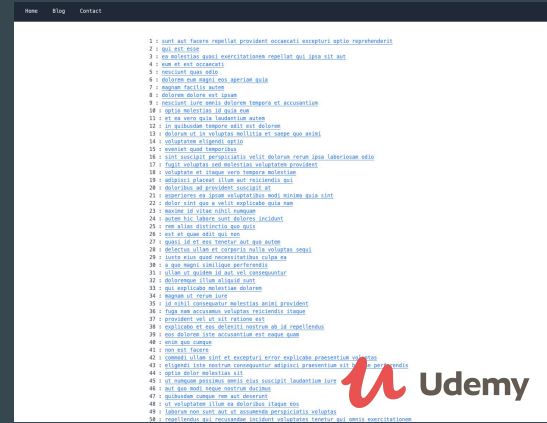 Home Blog Contact
1 : sunt aut facere repellat provident occaecati excepturi optio reprehenderit
2 : qui est esse
3 : ea molestias quasi exercitationem repellat qui ipsa sit aut
4 : eum et est occaecati
5 : nesciunt quas odio
6 : dolorem eum magni eos aperiam quia
7 : magnam facilis autem
8 : dolorem dolore est ipsam
9 : nesciunt iure omnis dolorem tempora et accusantium
10 : optio molestias id quia eum
11 : et ea vero quia laudantium autem
12 : in quibusdam tempore odit est dolorem
13 : dolorum ut in voluptas mollitia et saepe quo animi
14 : voluptatem eligendi optio
15 : eveniet quod temporibus
16 : sint suscipit perspiciatis velit dolorum rerum ipsa laboriosam odio
17 : fugit voluptas sed molestias voluptatem provident
18 : voluptate et itaque vero tempora molestiae
19 : adipisci placeat illum aut reiciendis qui
20 : doloribus ad provident suscipit at
21 : asperiores ea ipsam voluptatibus modi minima quia sint
22 : dolor sint quo a velit explicabo quia nam
23 : maxime id vitae nihil numquam
24 : autem hic labore sunt dolores incidunt
25 : rem alias distinctio quo quis
26 : est et quae odit qui non
27 : quasi id et eos tenetur aut quo autem
28 : delectus ullam et corporis nulla voluptas sequi
29 : iusto eius quod necessitatibus culpa ea
30 : a quo magni similique perferendis
31 : ullam ut quidem id aut vel consequuntur
32 : doloremque illum aliquid sunt
33 : qui explicabo molestiae dolorem
34 : magnam ut rerum iure
35 : id nihil consequatur molestias animi provident
36 : fuga nam accusamus voluptas reiciendis itaque
37 : provident vel ut sit ratione est
38 : explicabo et eos deleniti nostrum ab id repellendus
39 : eos dolorem iste accusantium est eaque quam
40 : enim quo cumque
41 : non est facere
42 : commodi ullam sint et excepturi error explicabo praesentium voluptas
43 : eligendi iste nostrum consequuntur adipisci praesentium sit beatae perferendis
44 : optio dolor molestias sit
45 : ut numquam possimus omnis eius suscipit laudantium iure
46 : aut quo modi neque nostrum ducimus
47 : quibusdam cumque rem aut deserunt
48 : ut voluptatem illum ea doloribus itaque eos
49 : laborum non sunt aut ut assumenda perspiciatis voluptas
50 : repellendus qui recusandae incidunt voluptates tenetur qui omnis exercitationem
Udemy